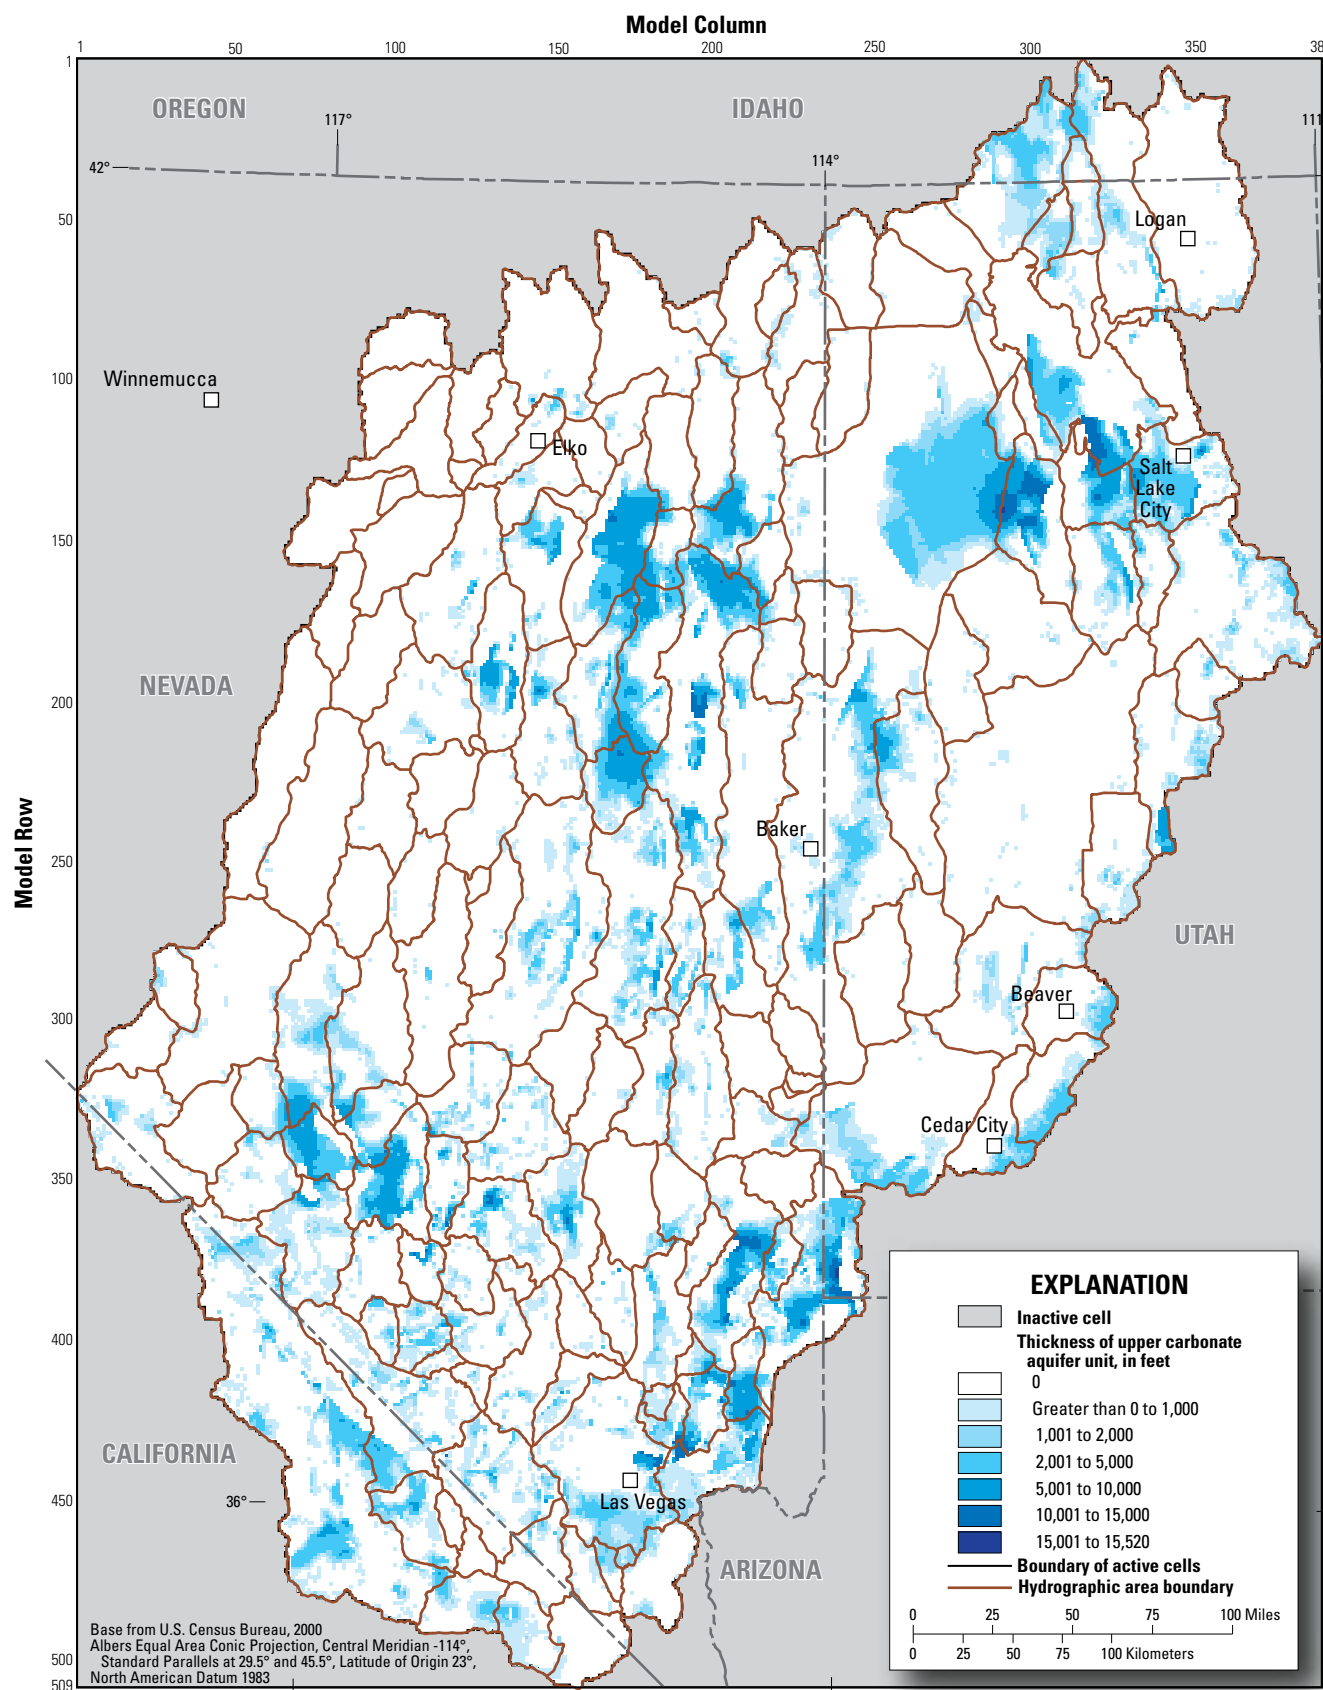 Model Column
1 50 100 150 200 250 300 350 38
1
OREGON
IDAHO
117°
111
42°
114°
50
Logan
100
Winnemucca
Elko
Salt
Lake
City
150
NEVADA
200
Model Row
Baker
250
UTAH
Beaver
300
Cedar City
350
EXPLANATION
Inactive cell
Thickness of upper carbonate
aquifer unit, in feet
0
Greater than 0 to 1,000
1,001 to 2,000
2,001 to 5,000
5,001 to 10,000
10,001 to 15,000
15,001 to 15,520
Boundary of active cells
Hydrographic area boundary
0 25 50 75 100 Miles
0 25 50 75 100 Kilometers
400
CALIFORNIA
450
36°
Las Vegas
ARIZONA
Base from U.S. Census Bureau, 2000
Albers Equal Area Conic Projection, Central Meridian -114°,
Standard Parallels at 29.5° and 45.5°, Latitude of Origin 23°,
North American Datum 1983
500
509